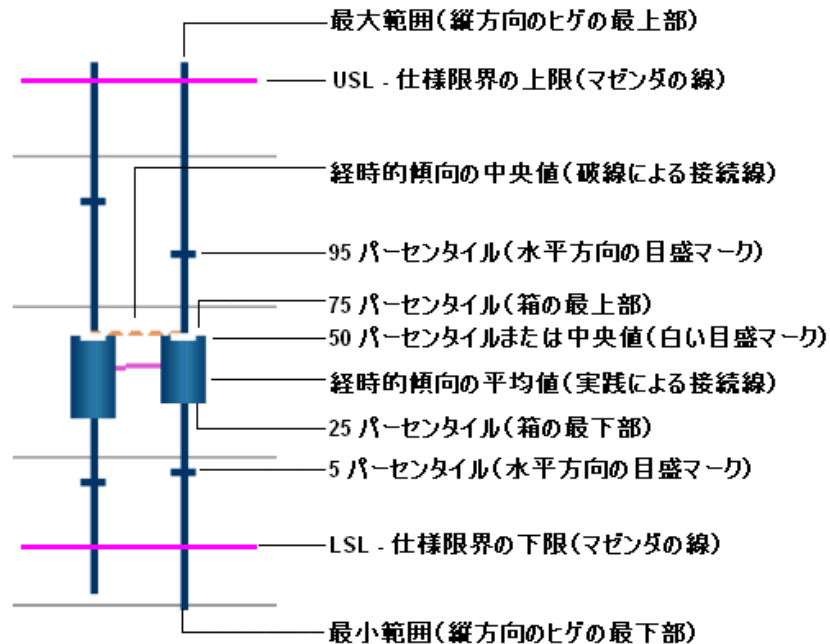 最大範囲(縦方向のヒゲの最上部)
USL - 仕様限界の上限(マゼンダの線)
経時的傾向の中央値(破線による接続線)
95 パーセンタイル(水平方向の目盛マーク)
75 パーセンタイル(箱の最上部)
50 パーセンタイルまたは中央値(白い目盛マーク)
経時的傾向の平均値(実践による接続線)
25 パーセンタイル(箱の最下部)
5 パーセンタイル(水平方向の目盛マーク)
LSL - 仕様限界の下限(マゼンダの線)
最小範囲(縦方向のヒゲの最下部)